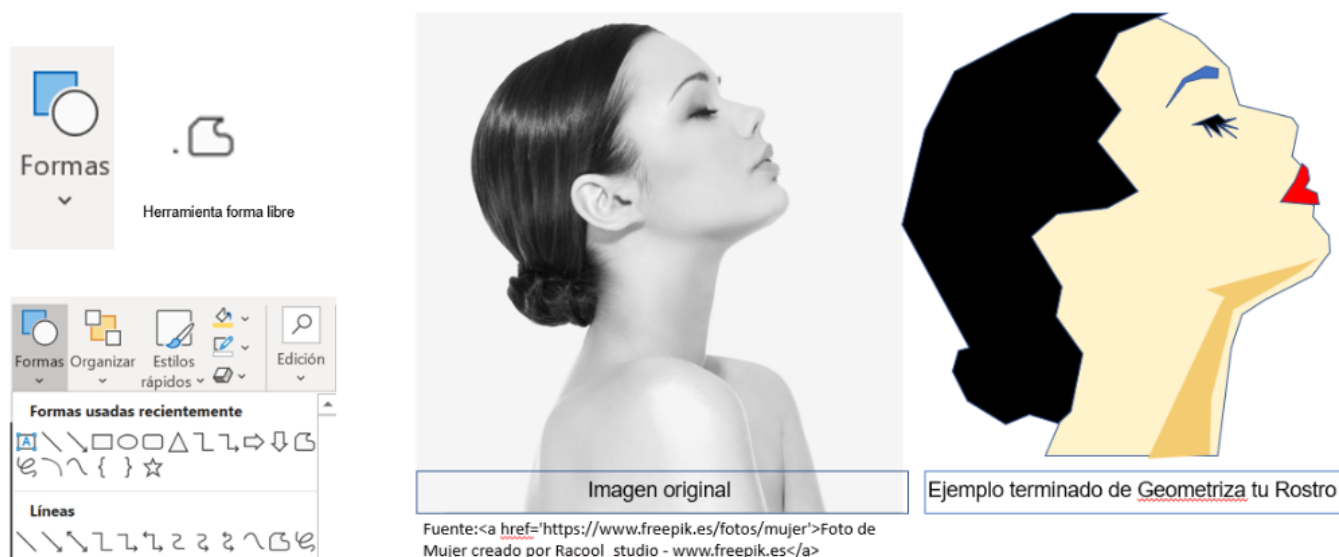 Formas
Herramienta forma libre
Formas
Organizar
Estilos
rápidos
Edición
Formas usadas recientemente
A
Líneas
Imagen original
Fuente:<a href='https://www.freepik.es/fotos/mujer'>Foto de
Mujer creado por Racool_studio - www.freepik.es</a>
Ejemplo terminado de Geometriza tu Rostro